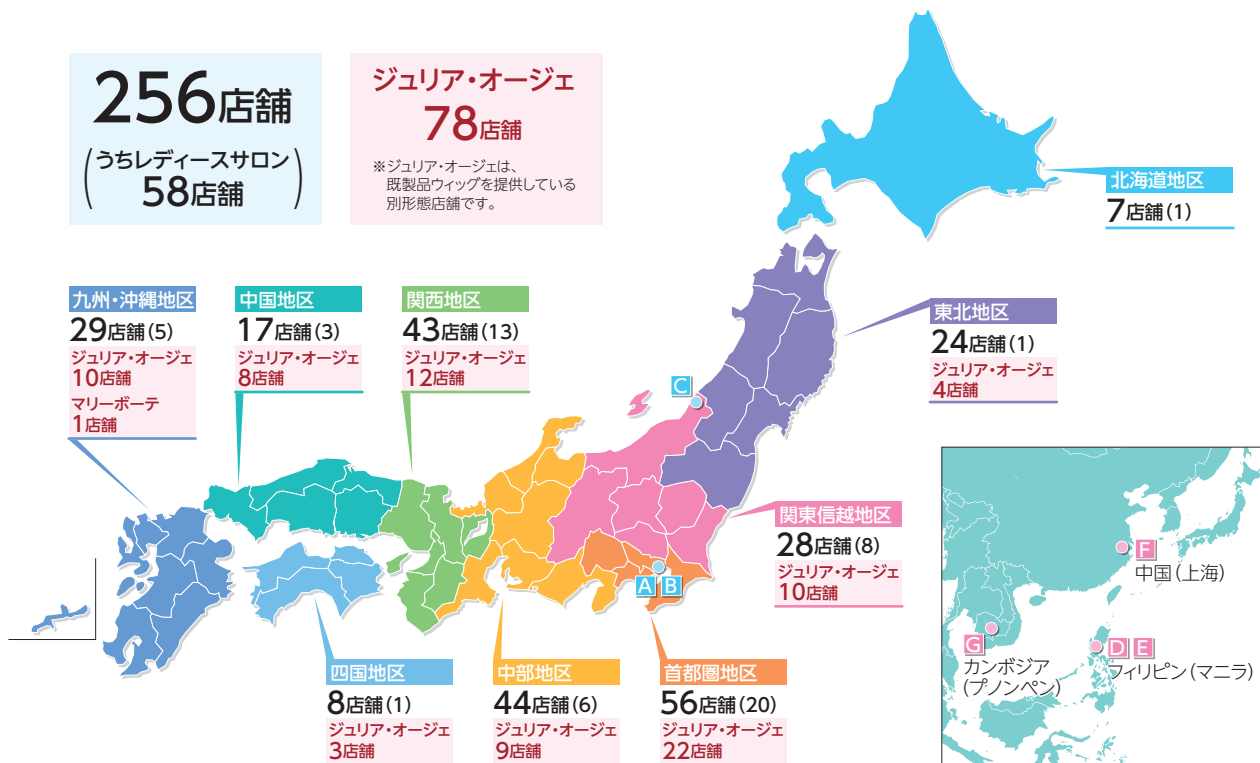 256店舗
(うちレディースサロン
58店舗)
ジュリア・オージェ
78店舗
※ジュリア・オージェは、
既製品ウィッグを提供している
別形態店舗です。
北海道地区
7店舗(1)
九州・沖縄地区
29店舗(5)
ジュリア・オージェ
10店舗
マリーボーテ
1店舗
中国地区
17店舗(3)
ジュリア・オージェ
8店舗
関西地区
43店舗(13)
ジュリア・オージェ
12店舗
東北地区
24店舗(1)
ジュリア・オージェ
4店舗
C
関東信越地区
28店舗(8)
ジュリア・オージェ
10店舗
A B
四国地区
8店舗(1)
ジュリア・オージェ
3店舗
中部地区
44店舗(6)
ジュリア・オージェ
9店舗
首都圏地区
56店舗(20)
ジュリア・オージェ
22店舗
F
中国(上海)
G
カンボジア
(プノンペン)
D E
フィリピン(マニラ)